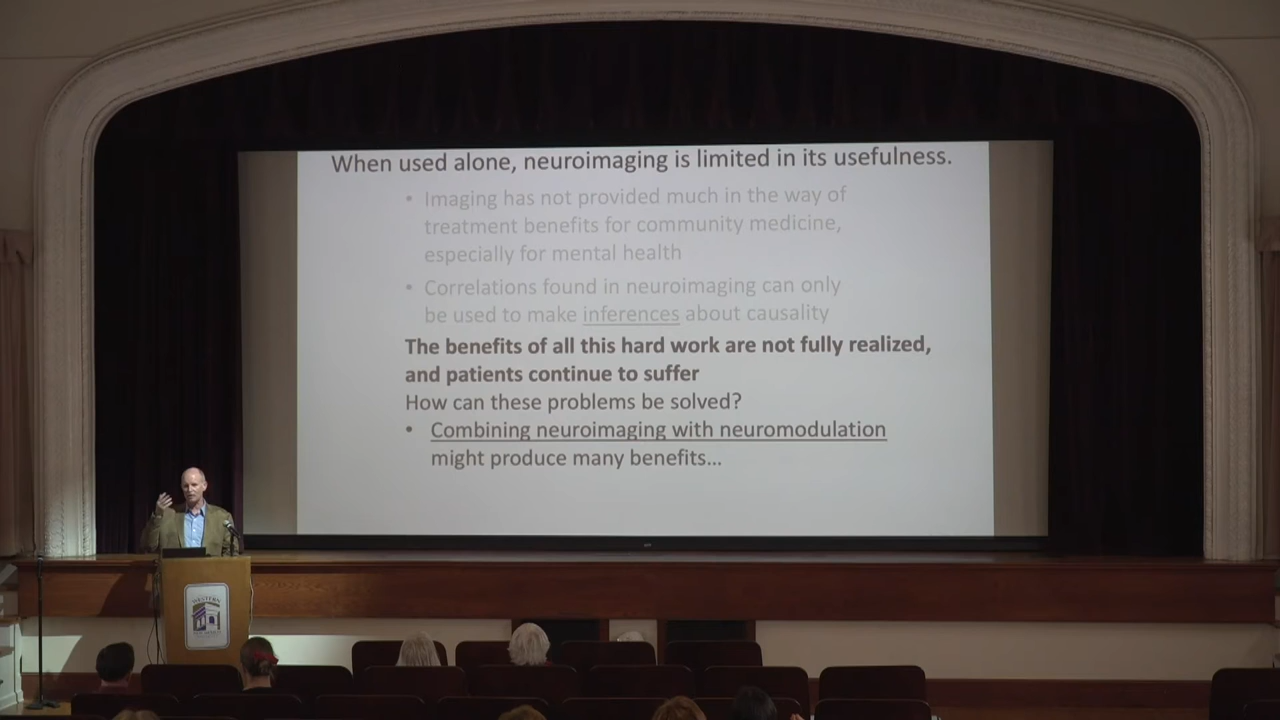 When used alone, neuroimaging is limited in its usefulness.
• Imaging has not provided much in the way of
treatment benefits for community medicine,
especially for mental health
• Correlations found in neuroimaging can only
be used to make inferences about causality
The benefits of all this hard work are not fully realized,
and patients continue to suffer
How can these problems be solved?
• Combining neuroimaging with neuromodulation
might produce many benefits...
WESTERN